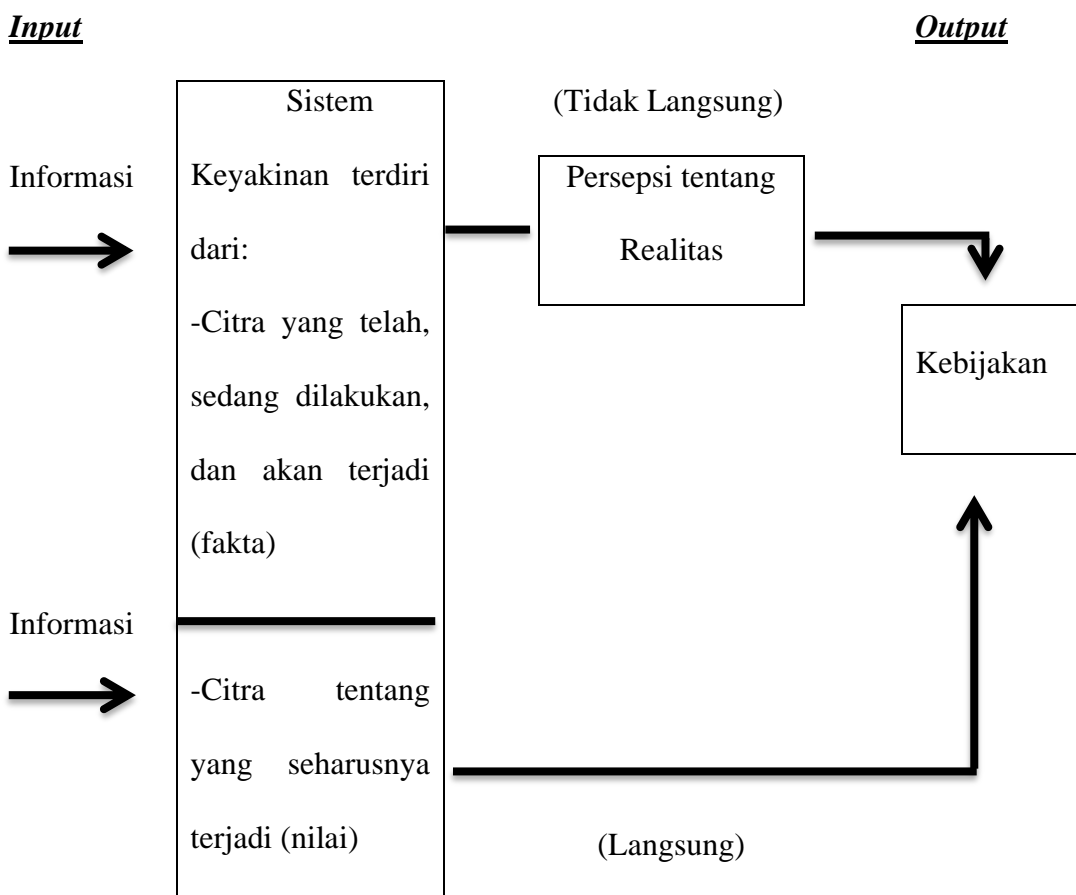 Input
Output
Sistem
Keyakinan terdiri
dari:
-Citra yang telah,
sedang dilakukan,
dan akan terjadi
(fakta)
-Citra tentang
yang seharusnya
terjadi (nilai)
Informasi
Informasi
(Tidak Langsung)
Persepsi tentang
Realitas
Kebijakan
(Langsung)